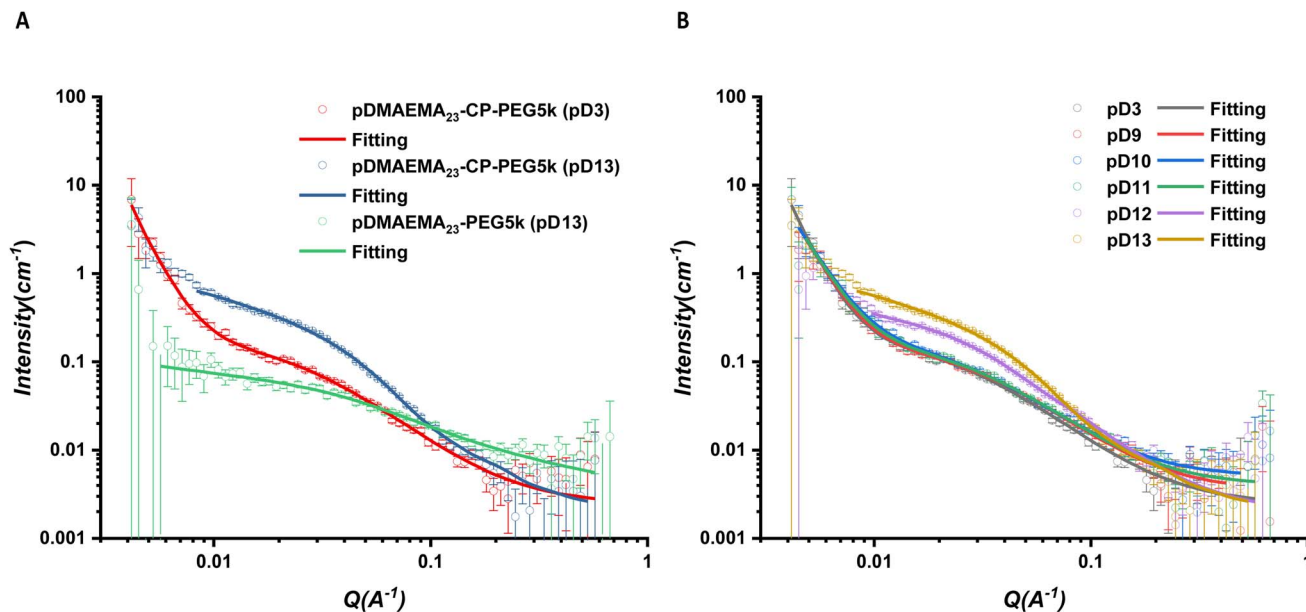 A
100
10
1
0.1
0.01
0.001
Intensity(cm⁻¹)
0.01
0.1
1
Q(A⁻¹)
pDMAEMA₂₃-CP-PEG5k (pD3)
Fitting
pDMAEMA₂₃-CP-PEG5k (pD13)
Fitting
pDMAEMA₂₃-PEG5k (pD13)
Fitting
B
100
10
1
0.1
0.01
0.001
Intensity(cm⁻¹)
0.01
0.1
1
Q(A⁻¹)
pD3 Fitting
pD9 Fitting
pD10 Fitting
pD11 Fitting
pD12 Fitting
pD13 Fitting